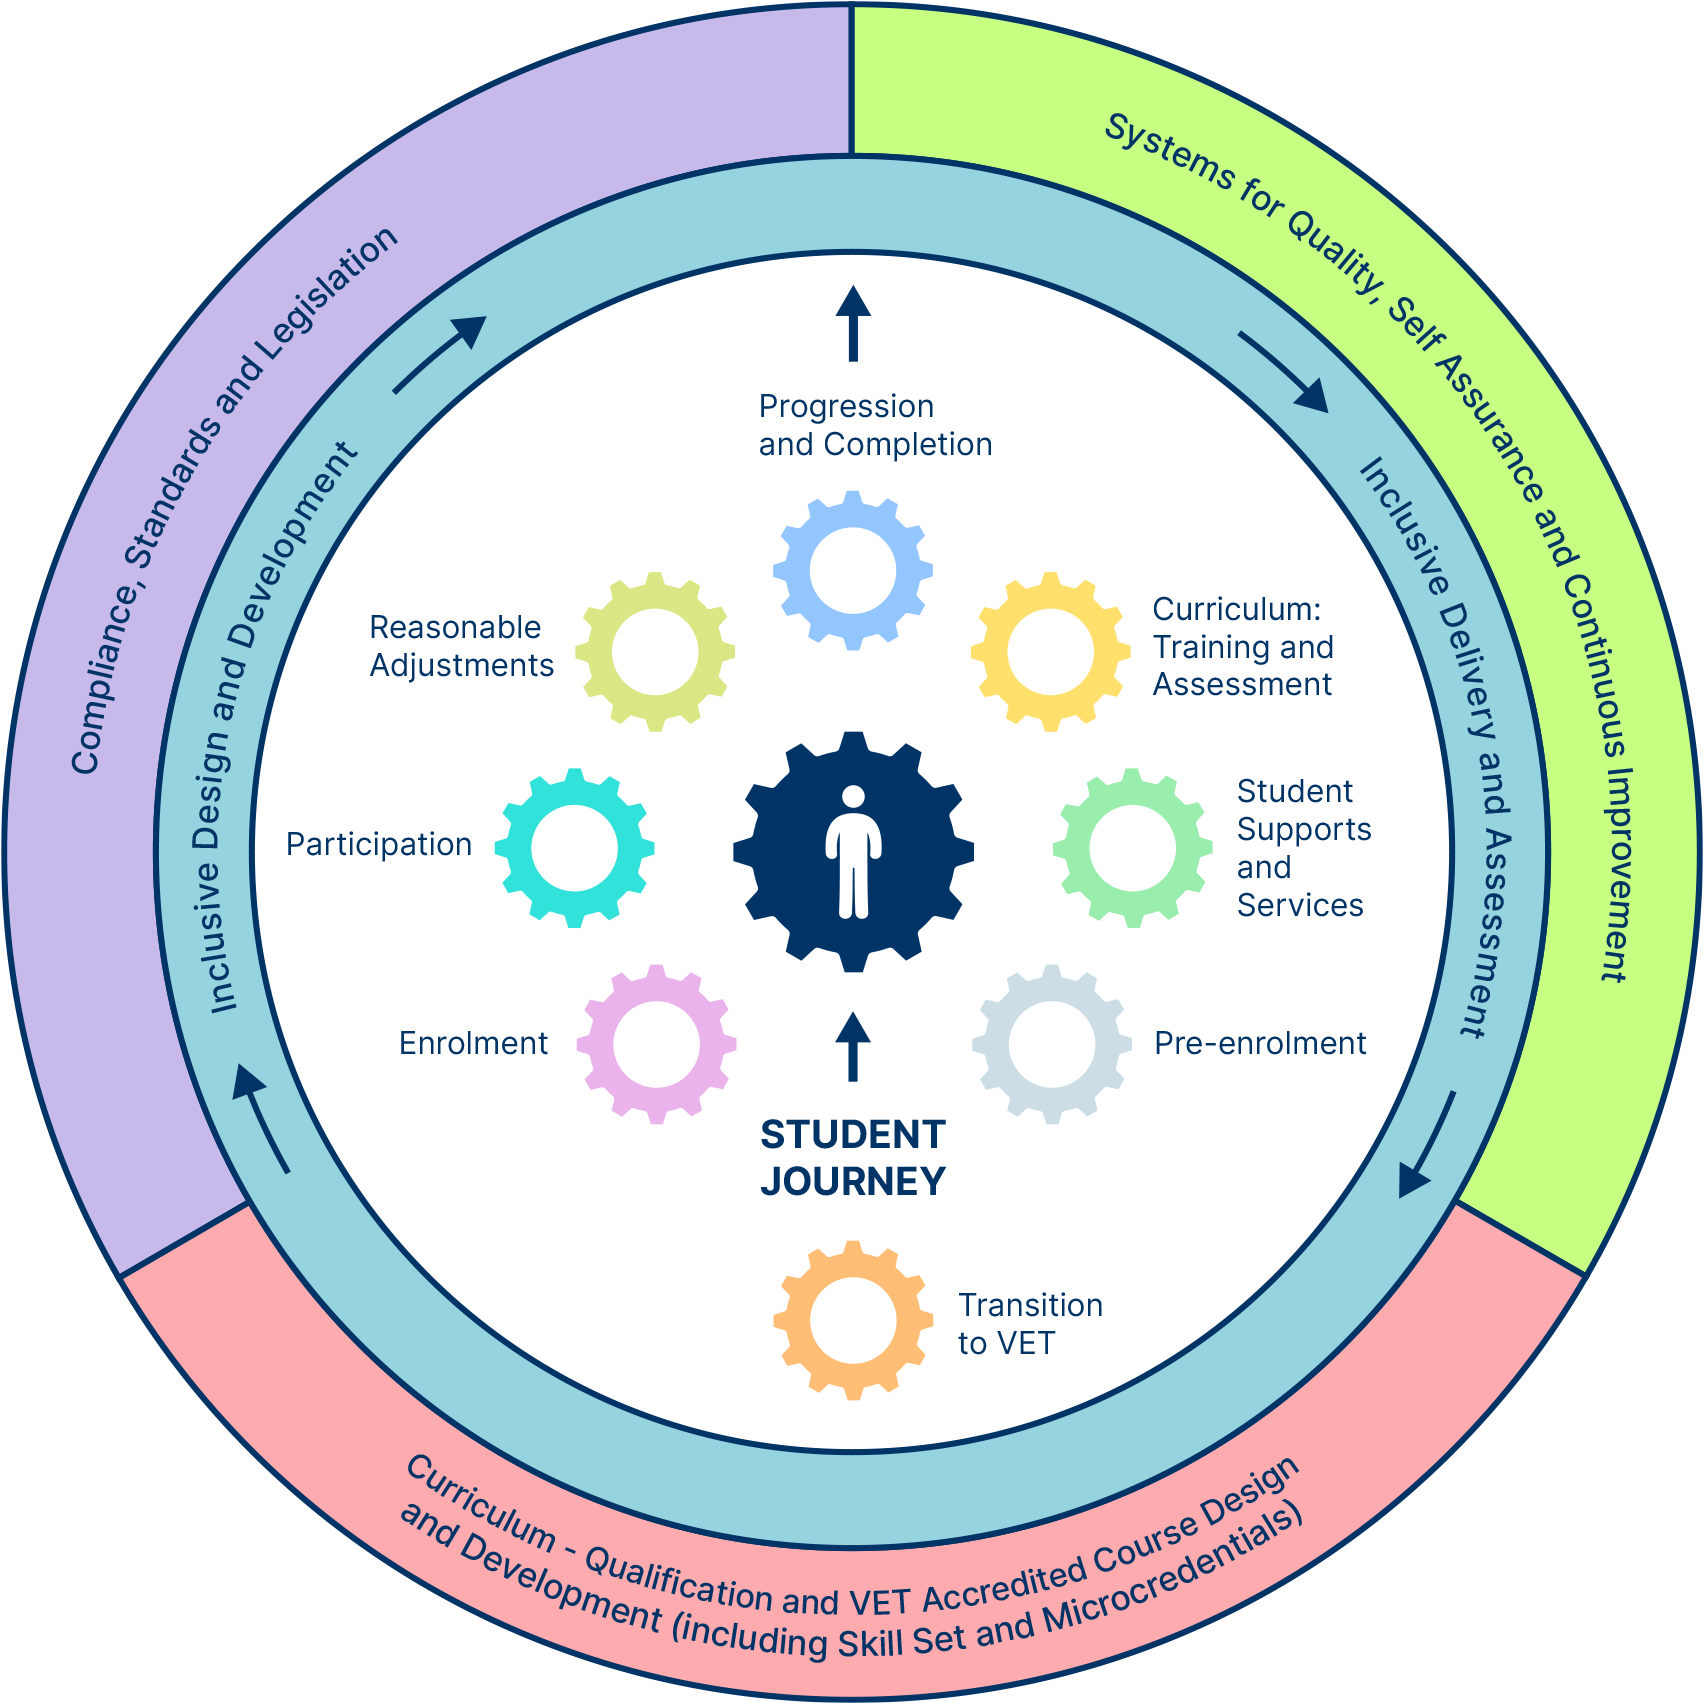 Compliance, Standards and Legislation
Systems for Quality, Self Assurance and Continuous Improvement
Inclusive Design and Development
Inclusive Delivery and Assessment
Progression
and Completion
Reasonable
Adjustments
Curriculum:
Training and
Assessment
Participation
Student
Supports
and
Services
Enrolment
Pre-enrolment
STUDENT
JOURNEY
Transition
to VET
Curriculum - Qualification and VET Accredited Course Design
and Development (including Skill Set and Microcredentials)